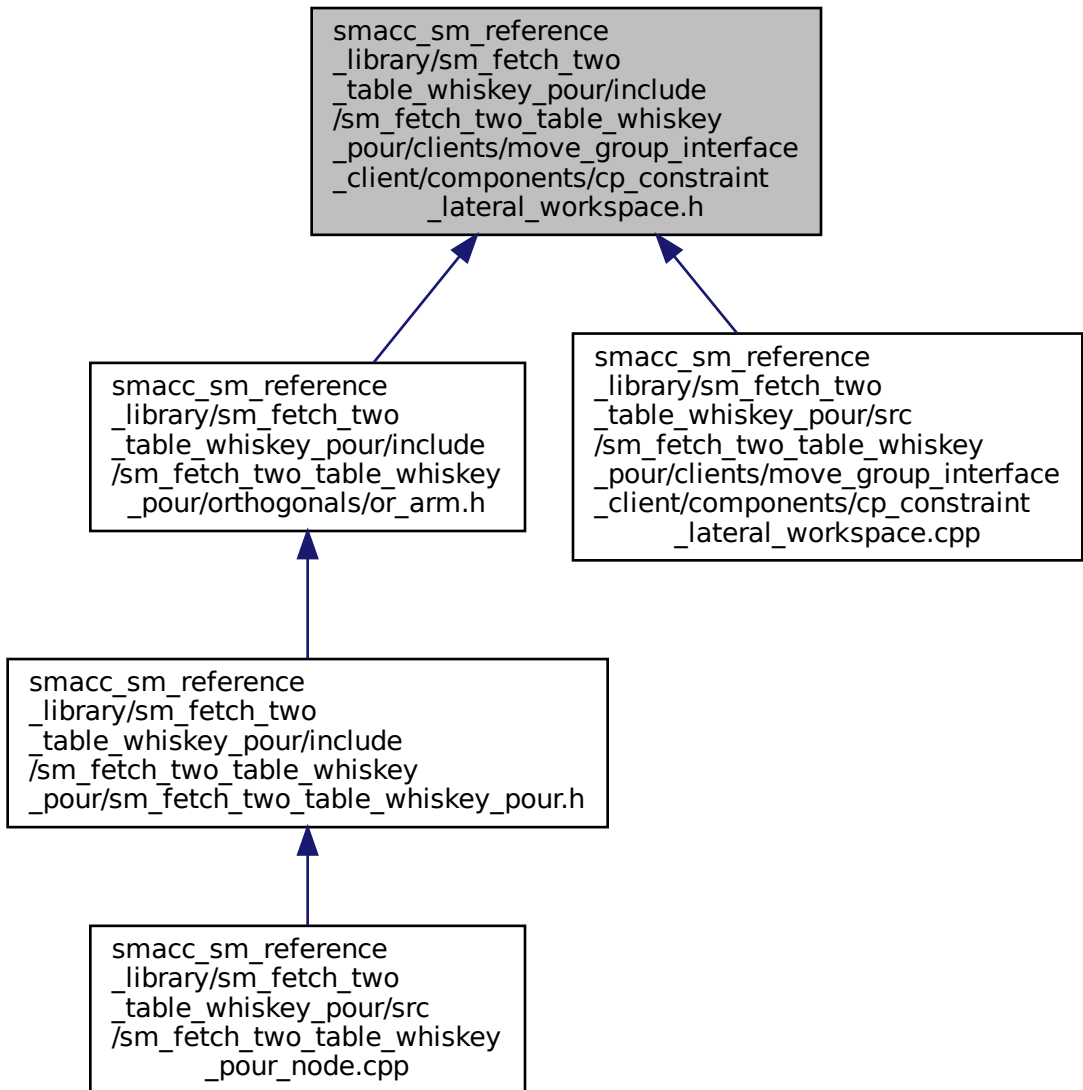 smacc_sm_reference
_library/sm_fetch_two
_table_whiskey_pour/include
/sm_fetch_two_table_whiskey
_pour/clients/move_group_interface
_client/components/cp_constraint
_lateral_workspace.h
smacc_sm_reference
_library/sm_fetch_two
_table_whiskey_pour/include
/sm_fetch_two_table_whiskey
_pour/orthogonals/or_arm.h
smacc_sm_reference
_library/sm_fetch_two
_table_whiskey_pour/src
/sm_fetch_two_table_whiskey
_pour/clients/move_group_interface
_client/components/cp_constraint
_lateral_workspace.cpp
smacc_sm_reference
_library/sm_fetch_two
_table_whiskey_pour/include
/sm_fetch_two_table_whiskey
_pour/sm_fetch_two_table_whiskey_pour.h
smacc_sm_reference
_library/sm_fetch_two
_table_whiskey_pour/src
/sm_fetch_two_table_whiskey
_pour_node.cpp